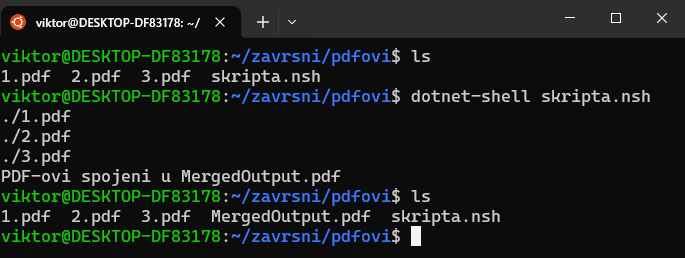 viktor@DESKTOP-DF83178: ~/
viktor@DESKTOP-DF83178:~/zavrsni/pdfovi$ ls
1.pdf  2.pdf  3.pdf  skripta.nsh
viktor@DESKTOP-DF83178:~/zavrsni/pdfovi$ dotnet-shell skripta.nsh
./1.pdf
./2.pdf
./3.pdf
PDF-ovi spojeni u MergedOutput.pdf
viktor@DESKTOP-DF83178:~/zavrsni/pdfovi$ ls
1.pdf  2.pdf  3.pdf  MergedOutput.pdf  skripta.nsh
viktor@DESKTOP-DF83178:~/zavrsni/pdfovi$